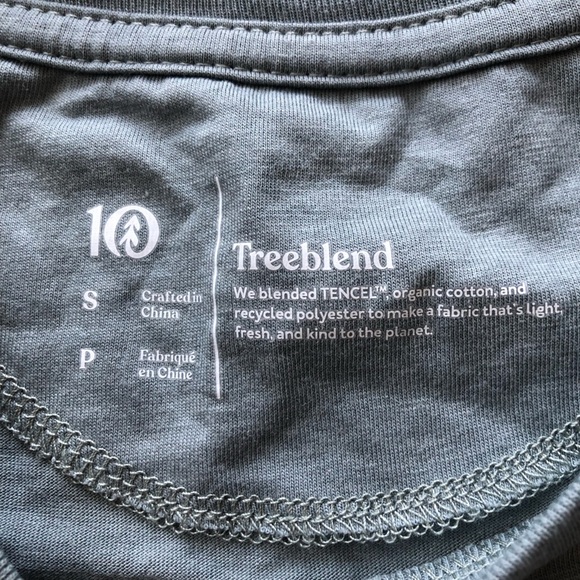 10
S
Crafted in
China
P
Fabriqué
en Chine
Treeblend
We blended TENCEL™, organic cotton, and
recycled polyester to make a fabric that's light,
fresh, and kind to the planet.